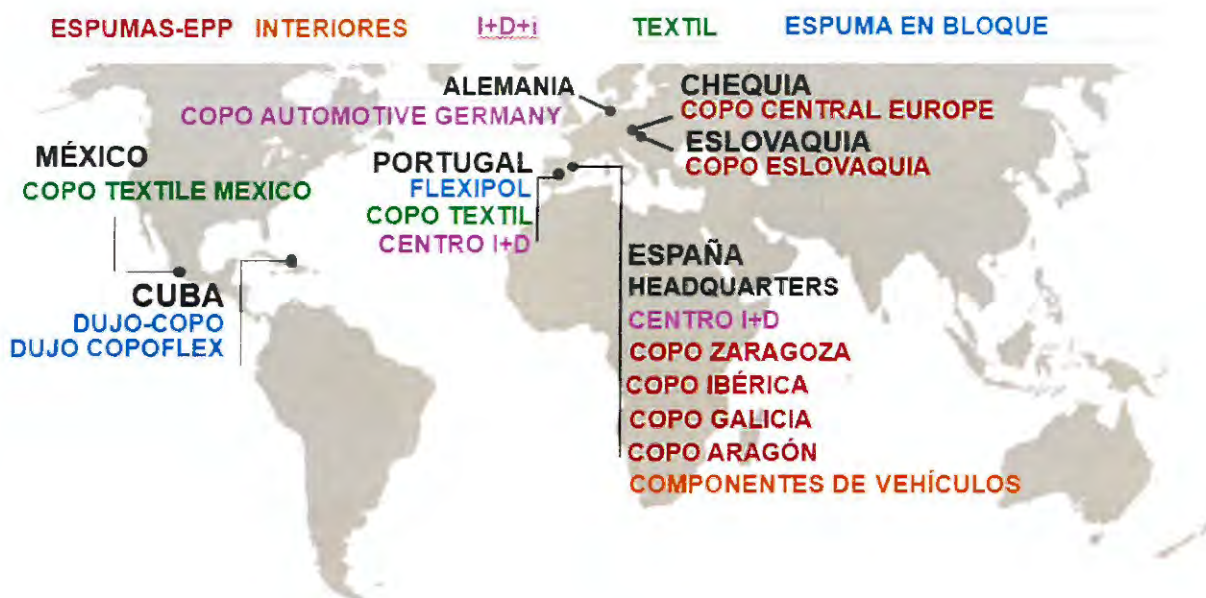 ESPUMAS-EPP INTERIORES I+D+i TEXTIL ESPUMA EN BLOQUE
ALEMANIA
COPO AUTOMOTIVE GERMANY
CHEQUIA
COPO CENTRAL EUROPE
ESLOVAQUIA
COPO ESLOVAQUIA
MÉXICO
COPO TEXTILE MEXICO
PORTUGAL
FLEXIPOL
COPO TEXTIL
CENTRO I+D
CUBA
DUJO-COPO
DUJO COPOFLEX
ESPAÑA
HEADQUARTERS
CENTRO I+D
COPO ZARAGOZA
COPO IBÉRICA
COPO GALICIA
COPO ARAGÓN
COMPONENTES DE VEHÍCULOS